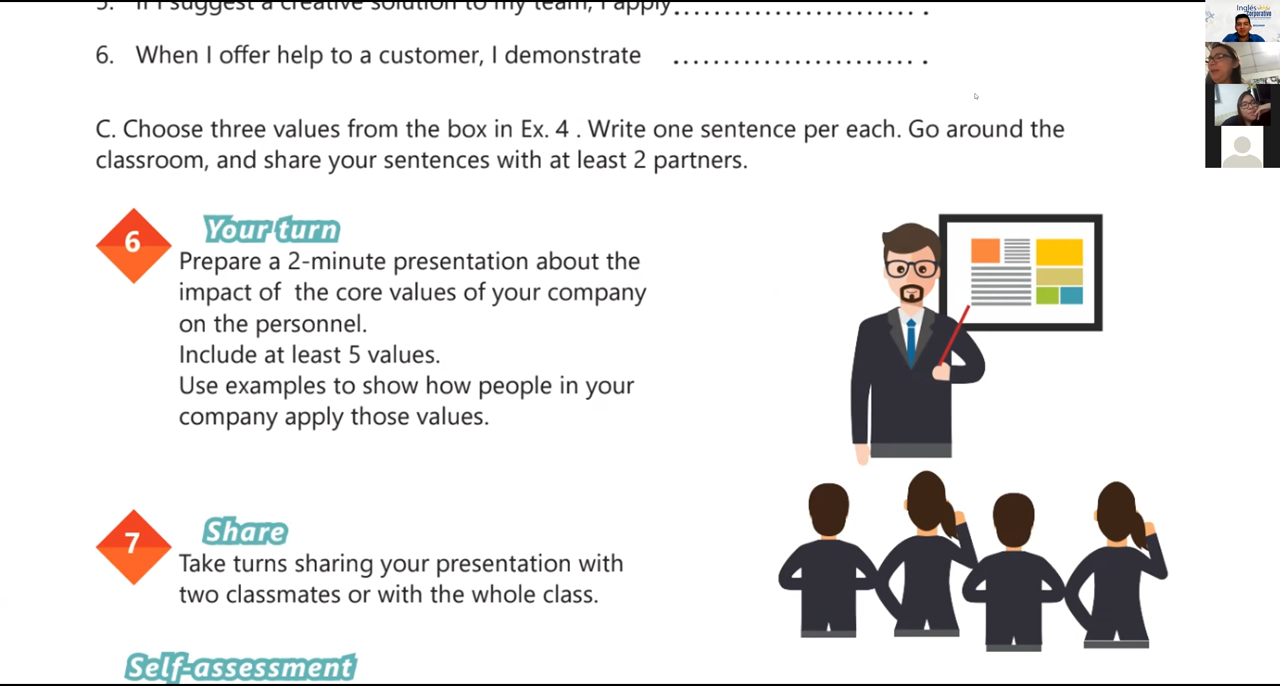 5. If I suggest a creative solution to my team, I apply........................ .
6. When I offer help to a customer, I demonstrate ........................ .
C. Choose three values from the box in Ex. 4 . Write one sentence per each. Go around the
classroom, and share your sentences with at least 2 partners.
6
Your turn
Prepare a 2-minute presentation about the
impact of the core values of your company
on the personnel.
Include at least 5 values.
Use examples to show how people in your
company apply those values.
7
Share
Take turns sharing your presentation with
two classmates or with the whole class.
Self-assessment
Inglés
Corporativo